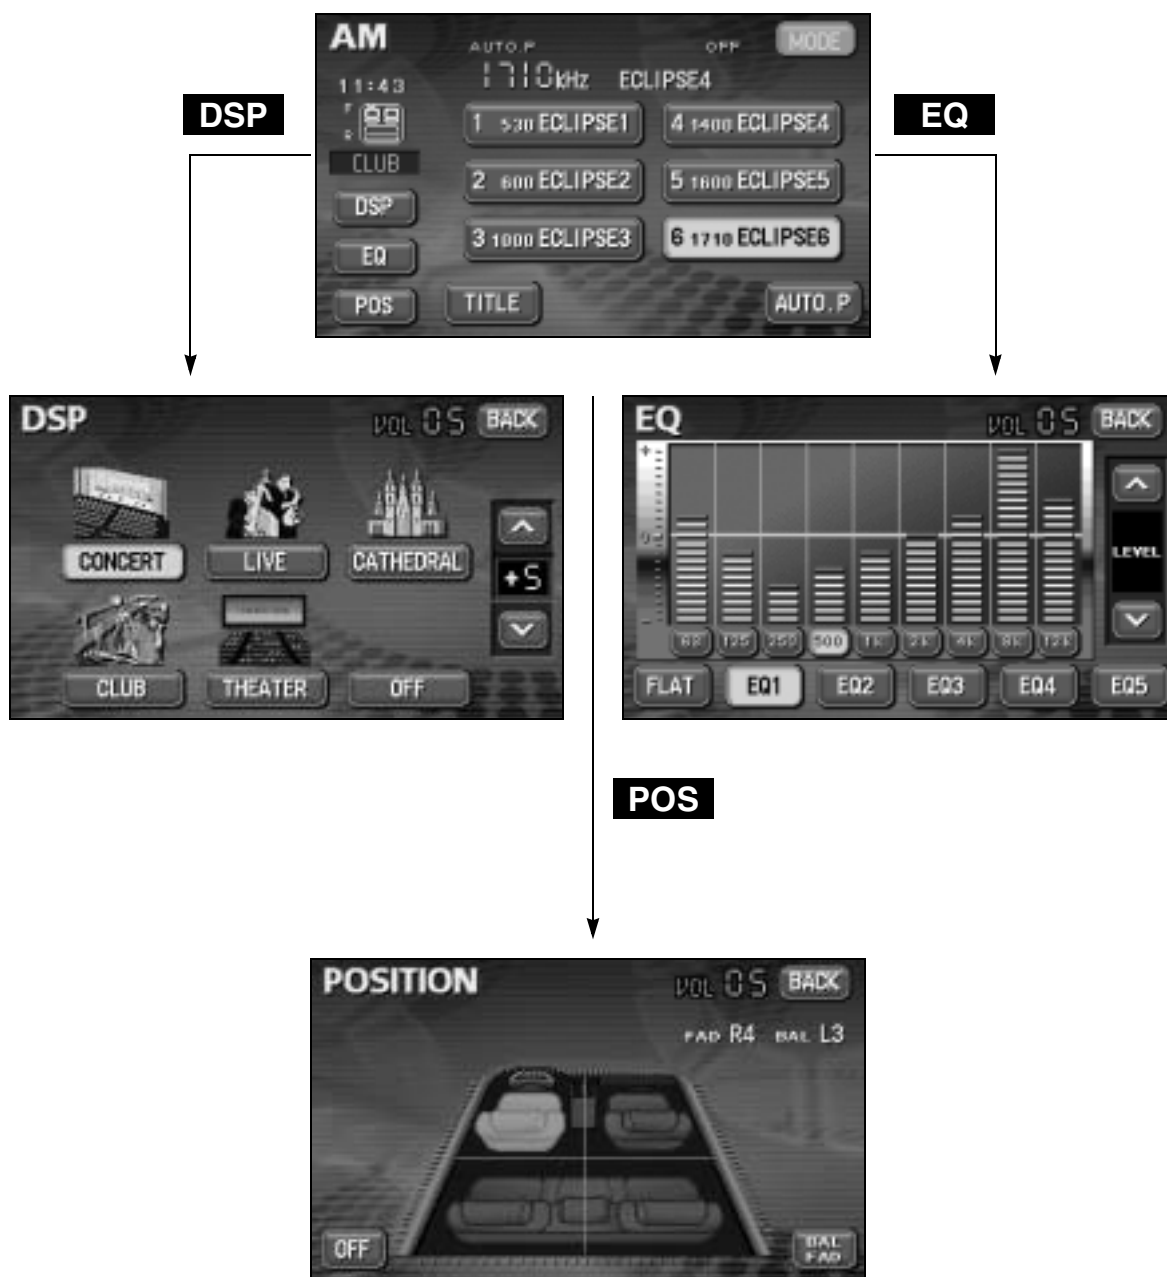 AM
AUTO.P OFF MODE
1710kHz ECLIPSE4
11:43
DSP
EQ
F
R
CLUB
1 530 ECLIPSE1 4 1400 ECLIPSE4
2 600 ECLIPSE2 5 1600 ECLIPSE5
3 1000 ECLIPSE3 6 1710 ECLIPSE6
DSP
EQ
POS
TITLE
AUTO.P
DSP
VOL 05 BACK
CONCERT LIVE CATHEDRAL
+5
CLUB THEATER OFF
EQ
VOL 05 BACK
+
0
-
LEVEL
63 125 250 500 1k 2k 4k 8k 12k
FLAT EQ1 EQ2 EQ3 EQ4 EQ5
POS
POSITION
VOL 05 BACK
FAD R4 BAL L3
OFF
BAL
FAD